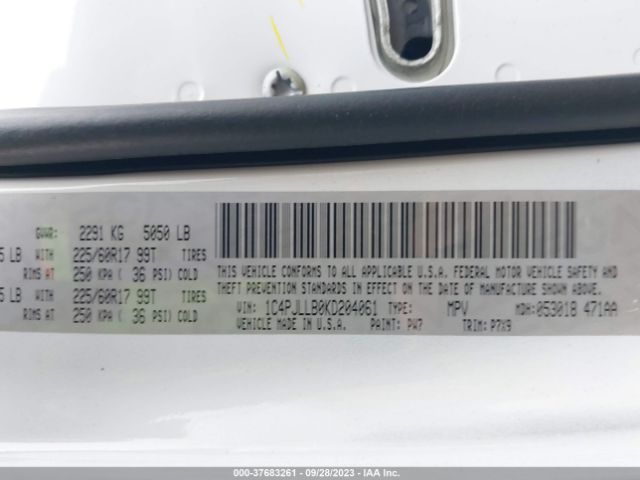 GVWR: 2291 KG 5050 LB
5 LB WITH 225/60R17 99T TIRES
RIMS AT 250 KPA ( 36 PSI) COLD
5 LB WITH 225/60R17 99T TIRES
RIMS AT 250 KPA ( 36 PSI) COLD
THIS VEHICLE CONFORMS TO ALL APPLICABLE U.S.A. FEDERAL MOTOR VEHICLE SAFETY AND
THEFT PREVENTION STANDARDS IN EFFECT ON THE DATE OF MANUFACTURE SHOWN ABOVE.
VIN: 1C4PJLLB0KD204061 TYPE: MPV MDH: 053018 471AA
VEHICLE MADE IN U.S.A. PAINT: PW7 TRIM: P7X9
000-37683261 - 09/28/2023 - IAA Inc.